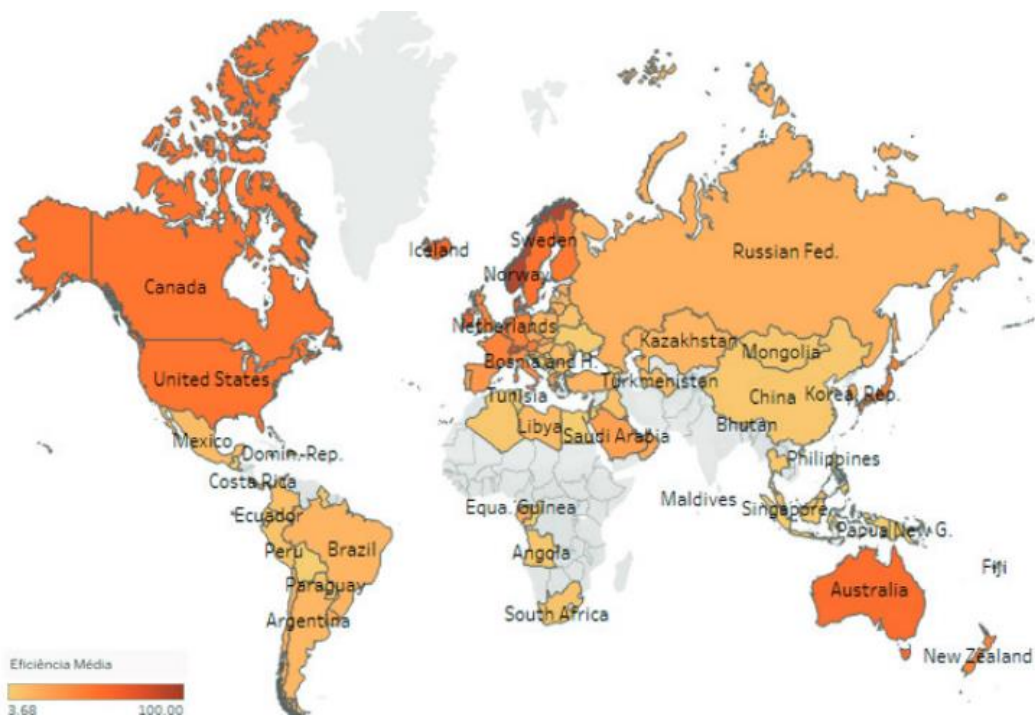 Iceland
Sweden
Norway
Russian Fed.
Canada
Netherlands
Kazakhstan
Mongolia
Bosnia and H.
United States
Turkmenistan
Tunisia
China
Korea, Rep.
Libya
Bhutan
Saudi Arabia
Mexico
Domin.-Rep.
Philippines
Costa Rica
Maldives
Equa. Guinea
Singapore
Ecuador
Papua New G.
Peru
Brazil
Angola
Fiji
Paraguay
Australia
South Africa
Argentina
New Zealand
Eficiência Média
3.68 100.00